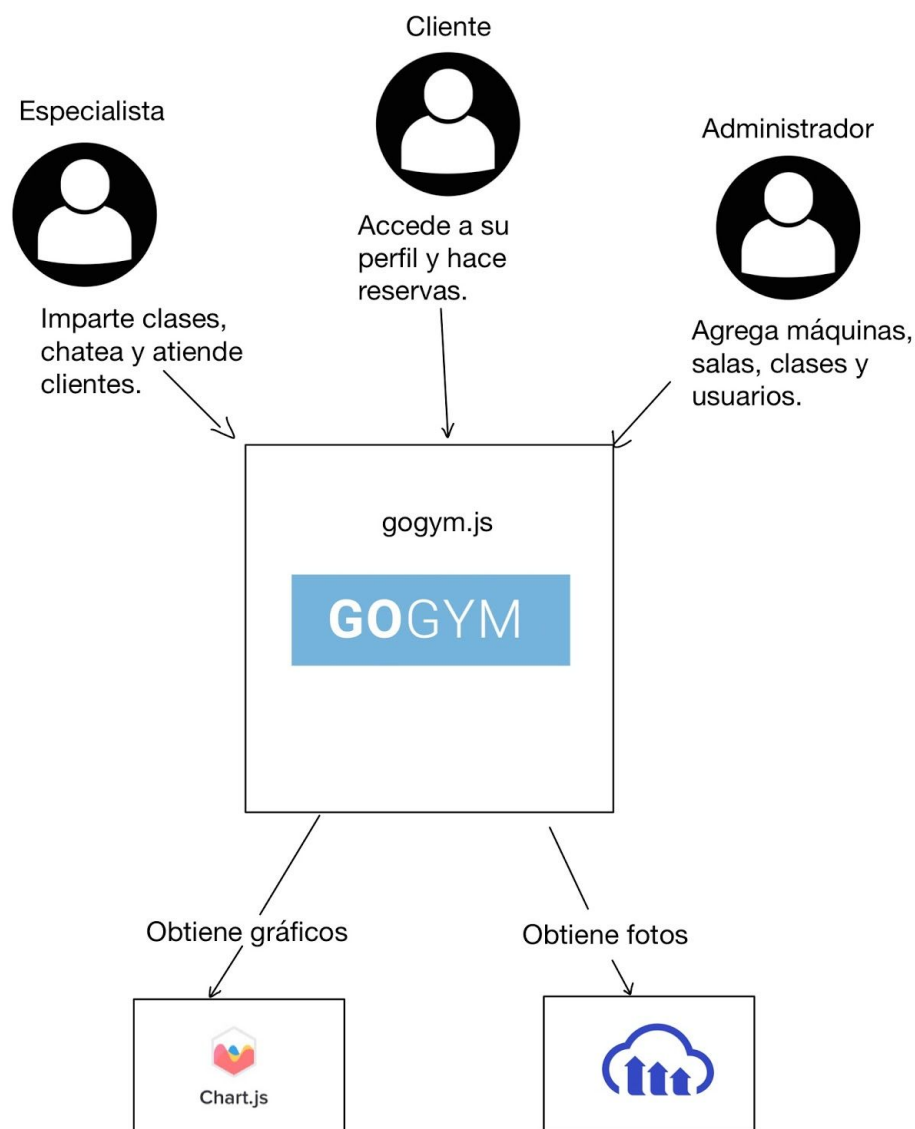 Cliente
Especialista
Administrador
Accede a su
perfil y hace
reservas.
Imparte clases,
chatea y atiende
clientes.
Agrega máquinas,
salas, clases y
usuarios.
gogym.js
GOGYM
Obtiene gráficos
Obtiene fotos
Chart.js